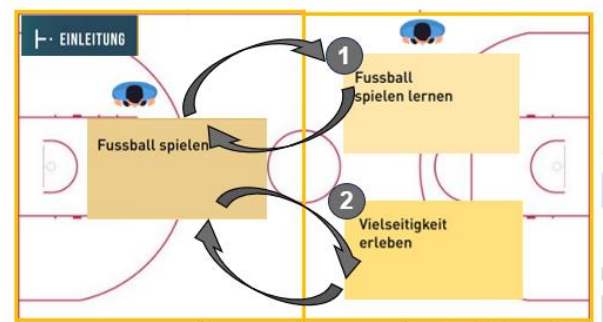 EINLEITUNG
1
Fussball
spielen lernen
Fussball spielen
2
Vielseitigkeit
erleben